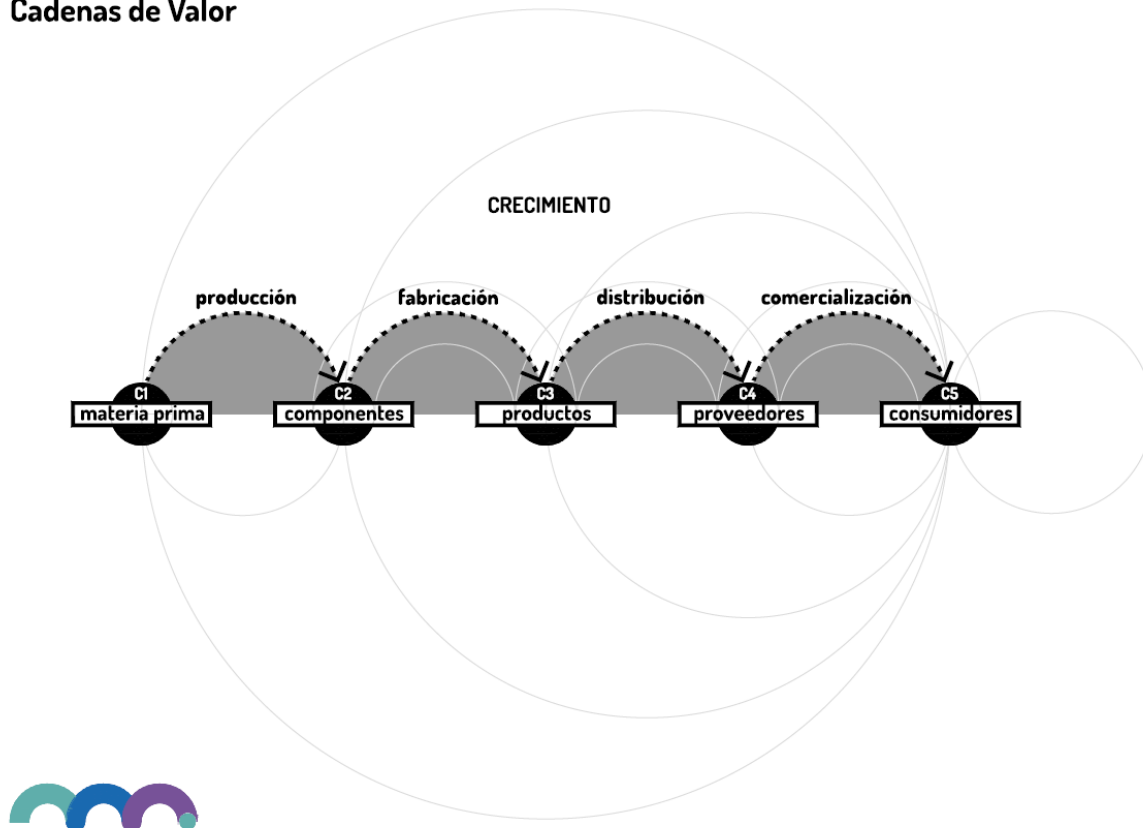 Cadenas de Valor
CRECIMIENTO
producción
fabricación
distribución
comercialización
C1
materia prima
C2
componentes
C3
productos
C4
proveedores
C5
consumidores